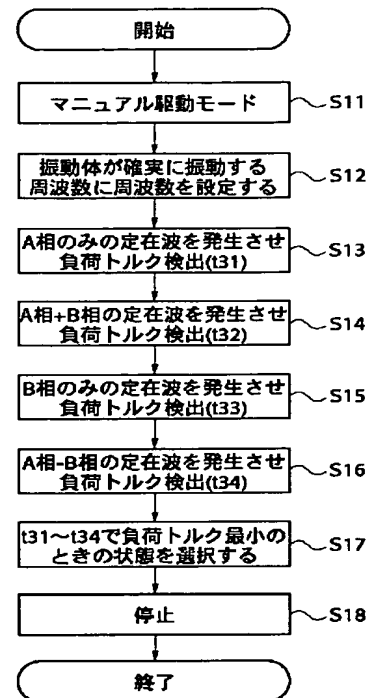 開始
マニュアル駆動モード S11
振動体が確実に振動する
周波数に周波数を設定する S12
A相のみの定在波を発生させ
負荷トルク検出(t31) S13
A相+B相の定在波を発生させ
負荷トルク検出(t32) S14
B相のみの定在波を発生させ
負荷トルク検出(t33) S15
A相-B相の定在波を発生させ
負荷トルク検出(t34) S16
t31～t34で負荷トルク最小の
ときの状態を選択する S17
停止 S18
終了